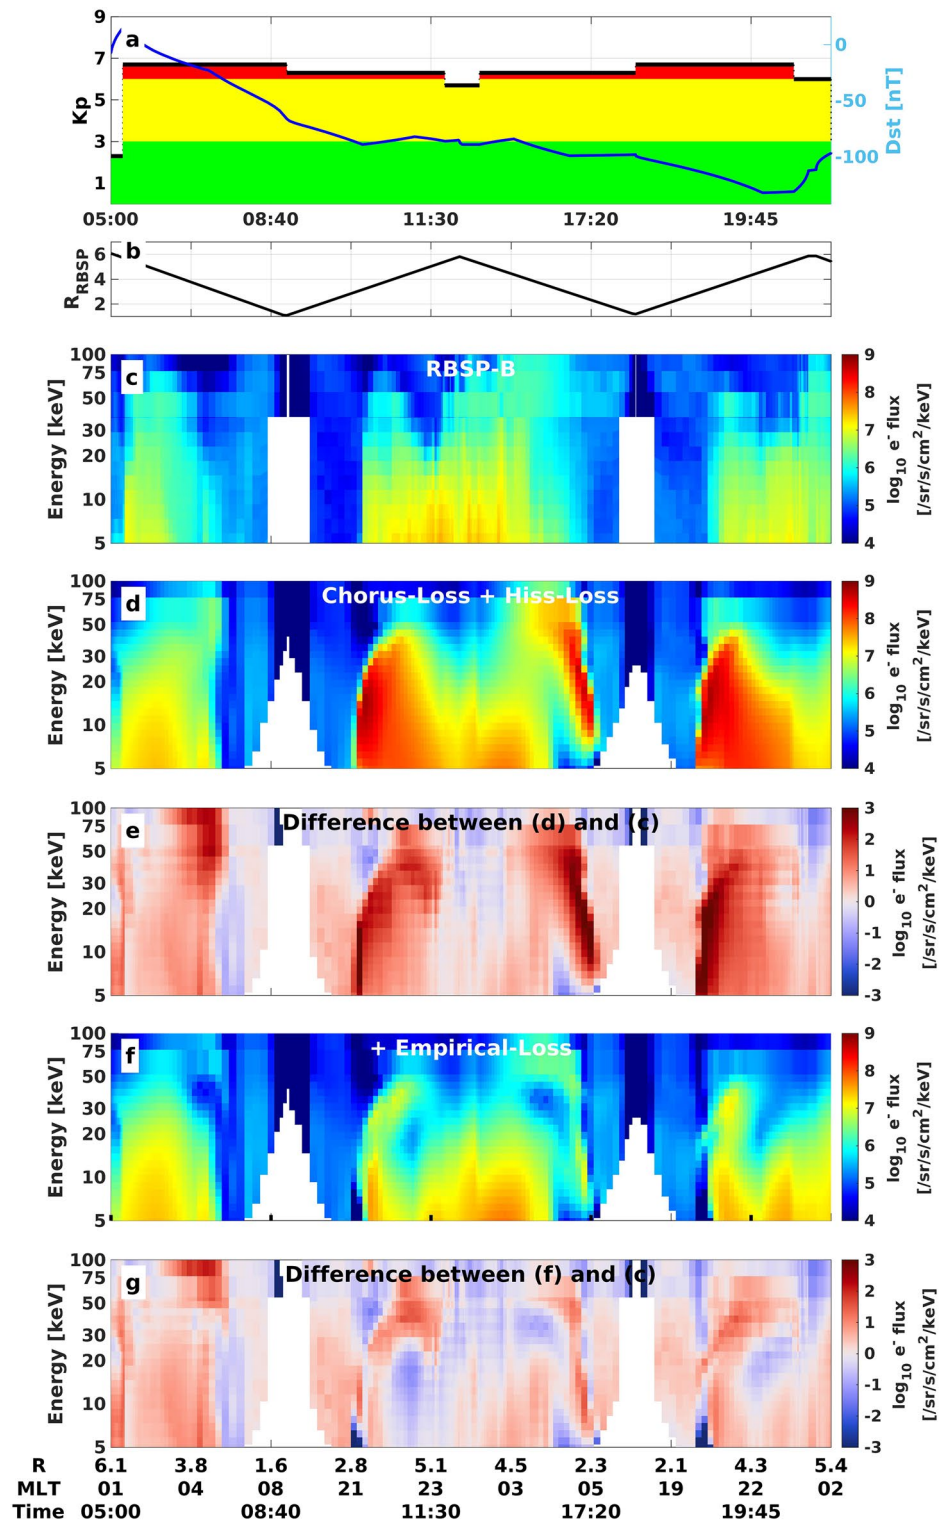 a
9
7
5
3
1
Kp
0
-50
-100
Dst [nT]
05:00 08:40 11:30 17:20 19:45
b
6
4
2
R_RBSP
c
RBSP-B
100
75
50
30
20
10
5
Energy [keV]
9
8
7
6
5
4
log10 e- flux
[/sr/s/cm2/keV]
d
Chorus-Loss + Hiss-Loss
100
75
50
30
20
10
5
Energy [keV]
9
8
7
6
5
4
log10 e- flux
[/sr/s/cm2/keV]
e
Difference between (d) and (c)
100
75
50
30
20
10
5
Energy [keV]
3
2
1
0
-1
-2
-3
log10 e- flux
[/sr/s/cm2/keV]
f
+ Empirical-Loss
100
75
50
30
20
10
5
Energy [keV]
9
8
7
6
5
4
log10 e- flux
[/sr/s/cm2/keV]
g
Difference between (f) and (c)
100
75
50
30
20
10
5
Energy [keV]
3
2
1
0
-1
-2
-3
log10 e- flux
[/sr/s/cm2/keV]
R 6.1 3.8 1.6 2.8 5.1 4.5 2.3 2.1 4.3 5.4
MLT 01 04 08 21 23 03 05 19 22 02
Time 05:00 08:40 11:30 17:20 19:45